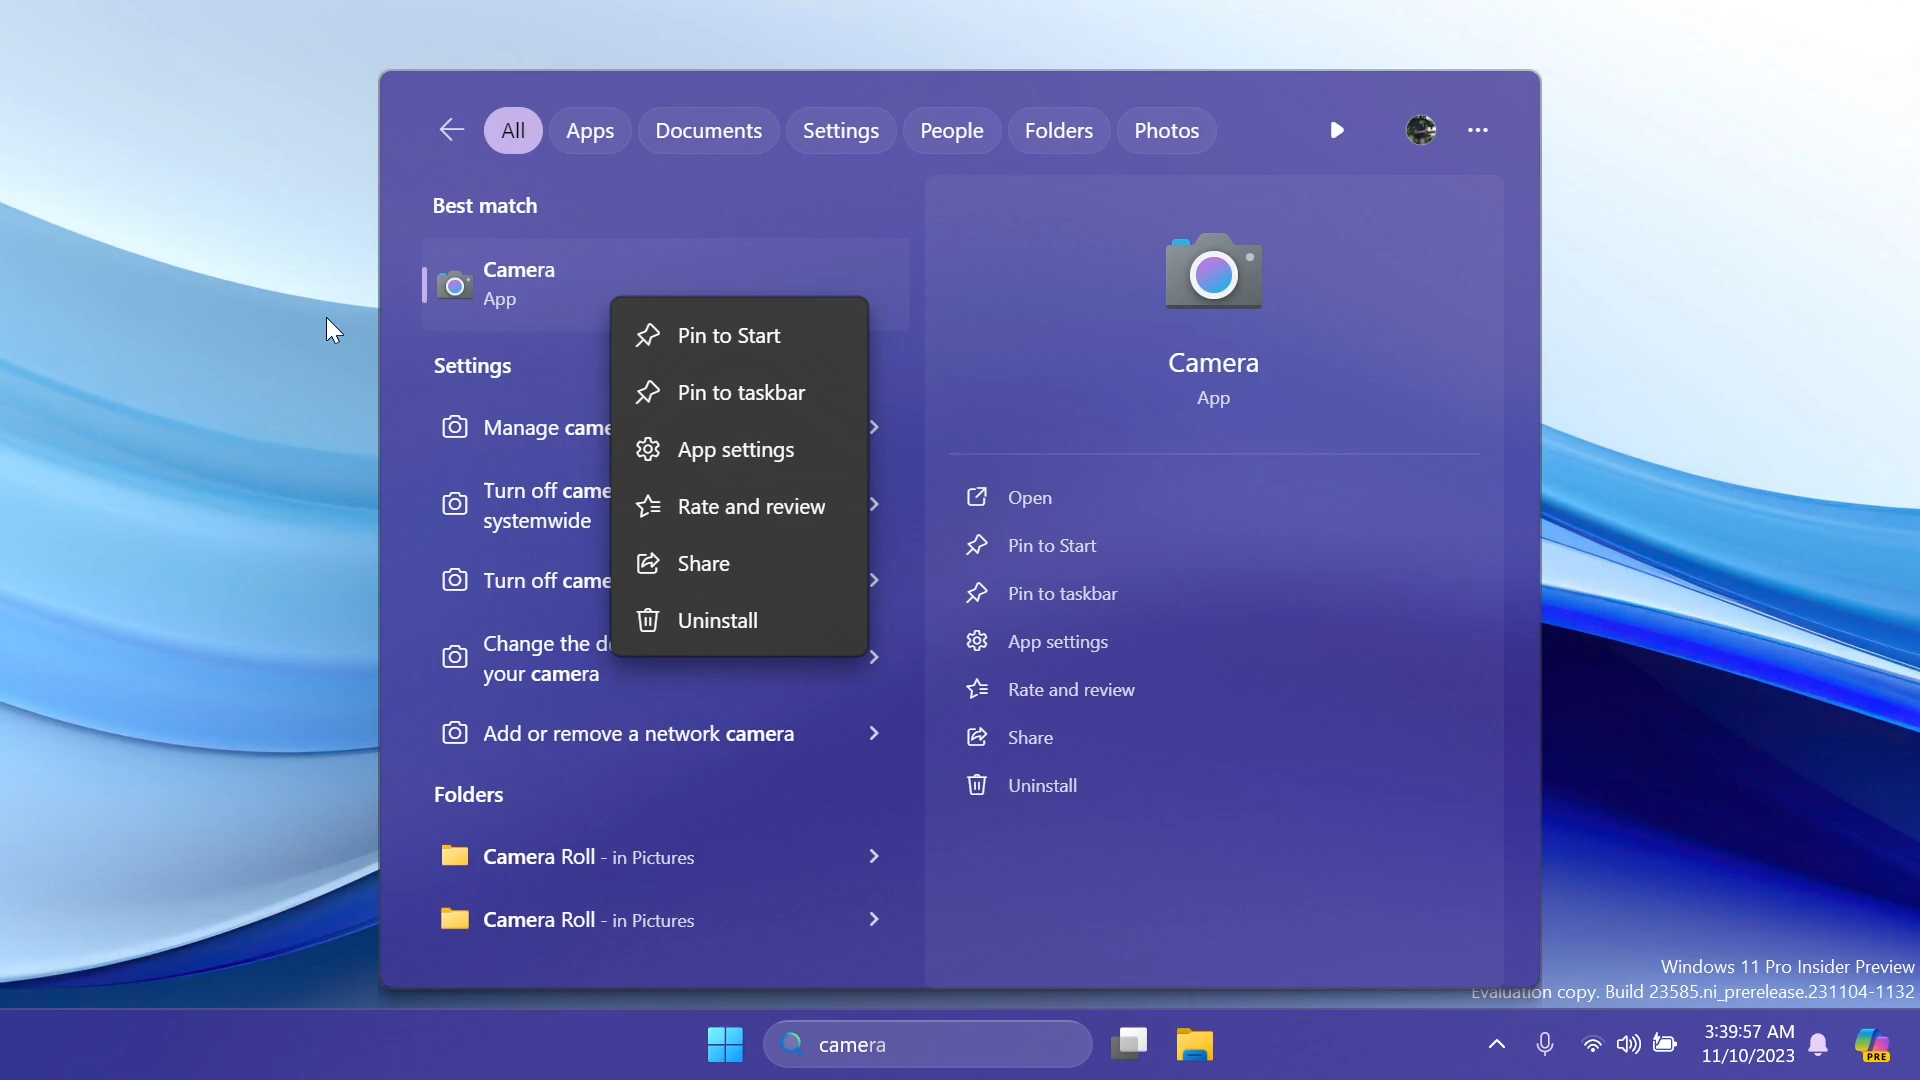 All Apps Documents Settings People Folders Photos
Best match
Camera
App
Settings
Manage came
Turn off came
systemwide
Turn off came
Change the de
your camera
Add or remove a network camera
Folders
Camera Roll - in Pictures
Camera Roll - in Pictures
Pin to Start
Pin to taskbar
App settings
Rate and review
Share
Uninstall
Camera
App
Open
Pin to Start
Pin to taskbar
App settings
Rate and review
Share
Uninstall
Windows 11 Pro Insider Preview
Evaluation copy. Build 23585.ni_prerelease.231104-1132
camera
3:39:57 AM
11/10/2023
PRE